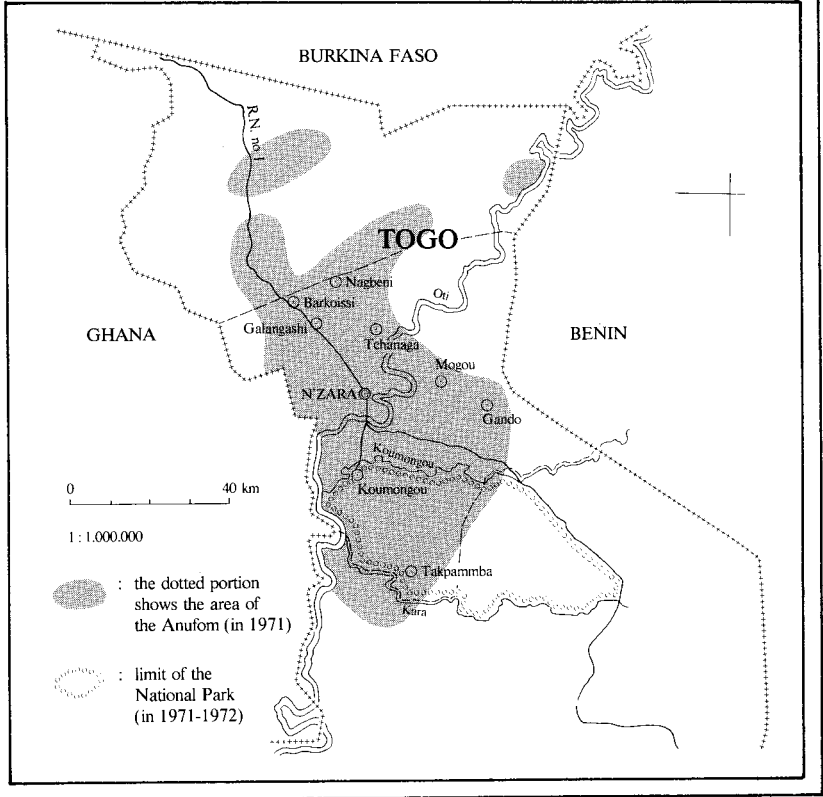 BURKINA FASO
R.N. no 1
TOGO
Nagbeni
Oti
Barkoissi
GHANA
Galangashi
BENIN
Tchanaga
Mogou
N'ZARA
Gando
Koumongou
Koumongou
0 40 km
1 : 1.000.000
Takpammba
Kara
: the dotted portion
shows the area of
the Anufom (in 1971)
: limit of the
National Park
(in 1971-1972)